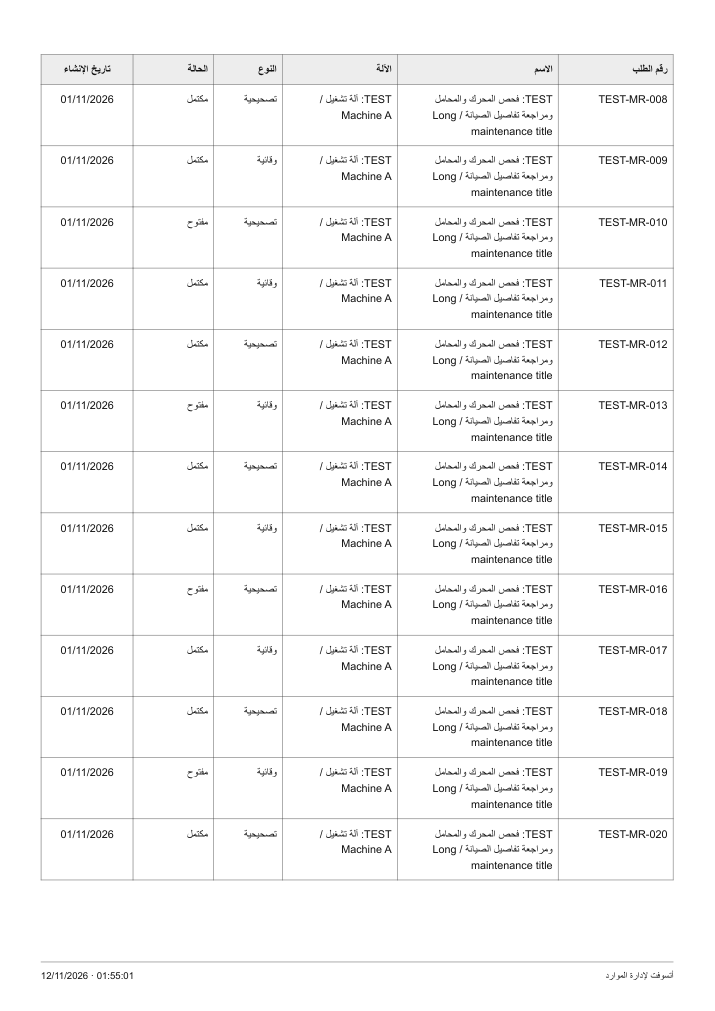 رقم الطلب الاسم الآلة النوع الحالة تاريخ الإنشاء
TEST-MR-008 TEST: فحص المحرك والمحامل TEST: آلة تشغيل / تصحيحية مكتمل 01/11/2026
ومراجعة تفاصيل الصيانة / Long Machine A
maintenance title
TEST-MR-009 TEST: فحص المحرك والمحامل TEST: آلة تشغيل / وقائية مكتمل 01/11/2026
ومراجعة تفاصيل الصيانة / Long Machine A
maintenance title
TEST-MR-010 TEST: فحص المحرك والمحامل TEST: آلة تشغيل / تصحيحية مفتوح 01/11/2026
ومراجعة تفاصيل الصيانة / Long Machine A
maintenance title
TEST-MR-011 TEST: فحص المحرك والمحامل TEST: آلة تشغيل / وقائية مكتمل 01/11/2026
ومراجعة تفاصيل الصيانة / Long Machine A
maintenance title
TEST-MR-012 TEST: فحص المحرك والمحامل TEST: آلة تشغيل / تصحيحية مكتمل 01/11/2026
ومراجعة تفاصيل الصيانة / Long Machine A
maintenance title
TEST-MR-013 TEST: فحص المحرك والمحامل TEST: آلة تشغيل / وقائية مفتوح 01/11/2026
ومراجعة تفاصيل الصيانة / Long Machine A
maintenance title
TEST-MR-014 TEST: فحص المحرك والمحامل TEST: آلة تشغيل / تصحيحية مكتمل 01/11/2026
ومراجعة تفاصيل الصيانة / Long Machine A
maintenance title
TEST-MR-015 TEST: فحص المحرك والمحامل TEST: آلة تشغيل / وقائية مكتمل 01/11/2026
ومراجعة تفاصيل الصيانة / Long Machine A
maintenance title
TEST-MR-016 TEST: فحص المحرك والمحامل TEST: آلة تشغيل / تصحيحية مفتوح 01/11/2026
ومراجعة تفاصيل الصيانة / Long Machine A
maintenance title
TEST-MR-017 TEST: فحص المحرك والمحامل TEST: آلة تشغيل / وقائية مكتمل 01/11/2026
ومراجعة تفاصيل الصيانة / Long Machine A
maintenance title
TEST-MR-018 TEST: فحص المحرك والمحامل TEST: آلة تشغيل / تصحيحية مكتمل 01/11/2026
ومراجعة تفاصيل الصيانة / Long Machine A
maintenance title
TEST-MR-019 TEST: فحص المحرك والمحامل TEST: آلة تشغيل / وقائية مفتوح 01/11/2026
ومراجعة تفاصيل الصيانة / Long Machine A
maintenance title
TEST-MR-020 TEST: فحص المحرك والمحامل TEST: آلة تشغيل / تصحيحية مكتمل 01/11/2026
ومراجعة تفاصيل الصيانة / Long Machine A
maintenance title
أتسوفت لإدارة الموارد 12/11/2026 · 01:55:01